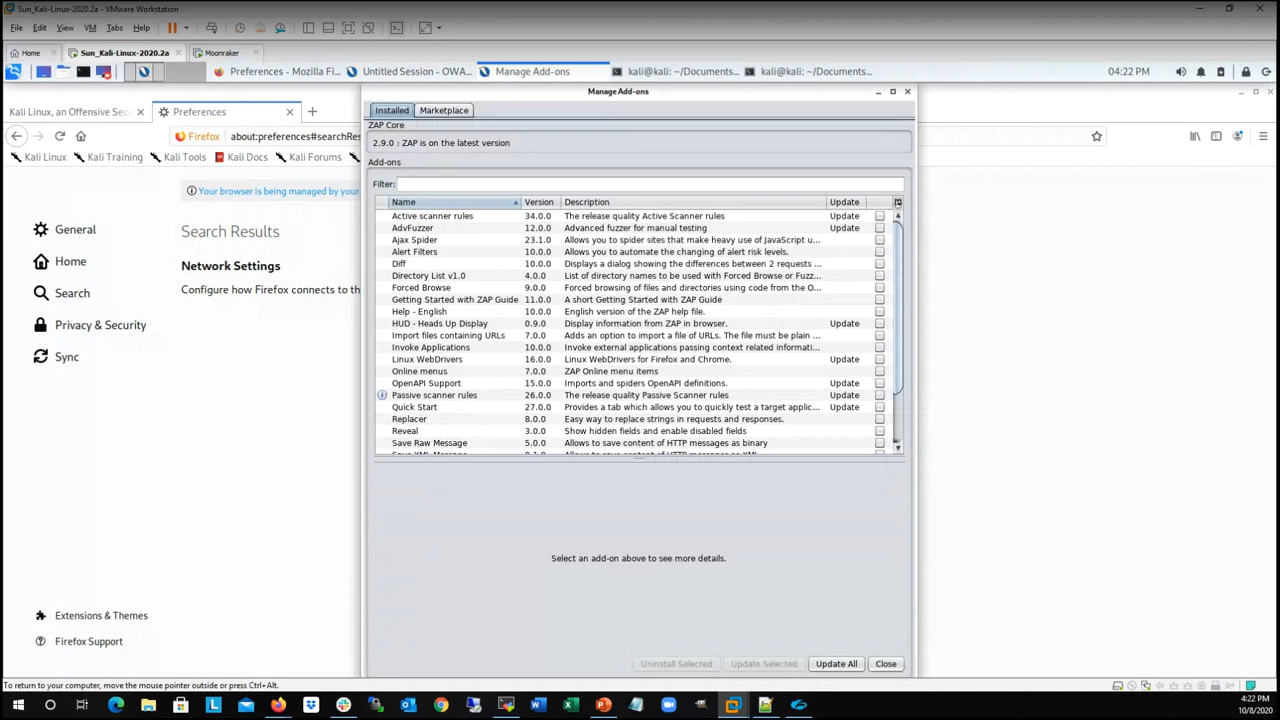 Sun_Kali-Linux-2020.2a - VMware Workstation
File Edit View VM Tabs Help
Home Sun_Kali-Linux-2020.2a Moonraker
Preferences - Mozilla Fi... Untitled Session - OWA... Manage Add-ons kali@kali: ~/Documents... kali@kali: ~/Documents... 04:22 PM
Manage Add-ons
Kali Linux, an Offensive Sec Preferences
Firefox about:preferences#searchRes
Kali Linux Kali Training Kali Tools Kali Docs Kali Forums
Your browser is being managed by your
General
Home
Search
Privacy & Security
Sync
Search Results
Network Settings
Configure how Firefox connects to th
Extensions & Themes
Firefox Support
Installed Marketplace
ZAP Core
2.9.0 : ZAP is on the latest version
Add-ons
Filter:
Name Version Description Update
Active scanner rules 34.0.0 The release quality Active Scanner rules Update
AdvFuzzer 12.0.0 Advanced fuzzer for manual testing Update
Ajax Spider 23.1.0 Allows you to spider sites that make heavy use of JavaScript u...
Alert Filters 10.0.0 Allows you to automate the changing of alert risk levels.
Diff 10.0.0 Displays a dialog showing the differences between 2 requests ...
Directory List v1.0 4.0.0 List of directory names to be used with Forced Browse or Fuzz...
Forced Browse 9.0.0 Forced browsing of files and directories using code from the O...
Getting Started with ZAP Guide 11.0.0 A short Getting Started with ZAP Guide
Help - English 10.0.0 English version of the ZAP help file.
HUD - Heads Up Display 0.9.0 Display information from ZAP in browser. Update
Import files containing URLs 7.0.0 Adds an option to import a file of URLs. The file must be plain ...
Invoke Applications 10.0.0 Invoke external applications passing context related informati...
Linux WebDrivers 16.0.0 Linux WebDrivers for Firefox and Chrome. Update
Online menus 7.0.0 ZAP Online menu items
OpenAPI Support 15.0.0 Imports and spiders OpenAPI definitions. Update
Passive scanner rules 26.0.0 The release quality Passive Scanner rules Update
Quick Start 27.0.0 Provides a tab which allows you to quickly test a target applic... Update
Replacer 8.0.0 Easy way to replace strings in requests and responses.
Reveal 3.0.0 Show hidden fields and enable disabled fields
Save Raw Message 5.0.0 Allows to save content of HTTP messages as binary
Save XML Message 0.1.0 Allows to save content of HTTP messages as XML
Select an add-on above to see more details.
Uninstall Selected Update Selected Update All Close
To return to your computer, move the mouse pointer outside or press Ctrl+Alt.
4:22 PM
10/8/2020